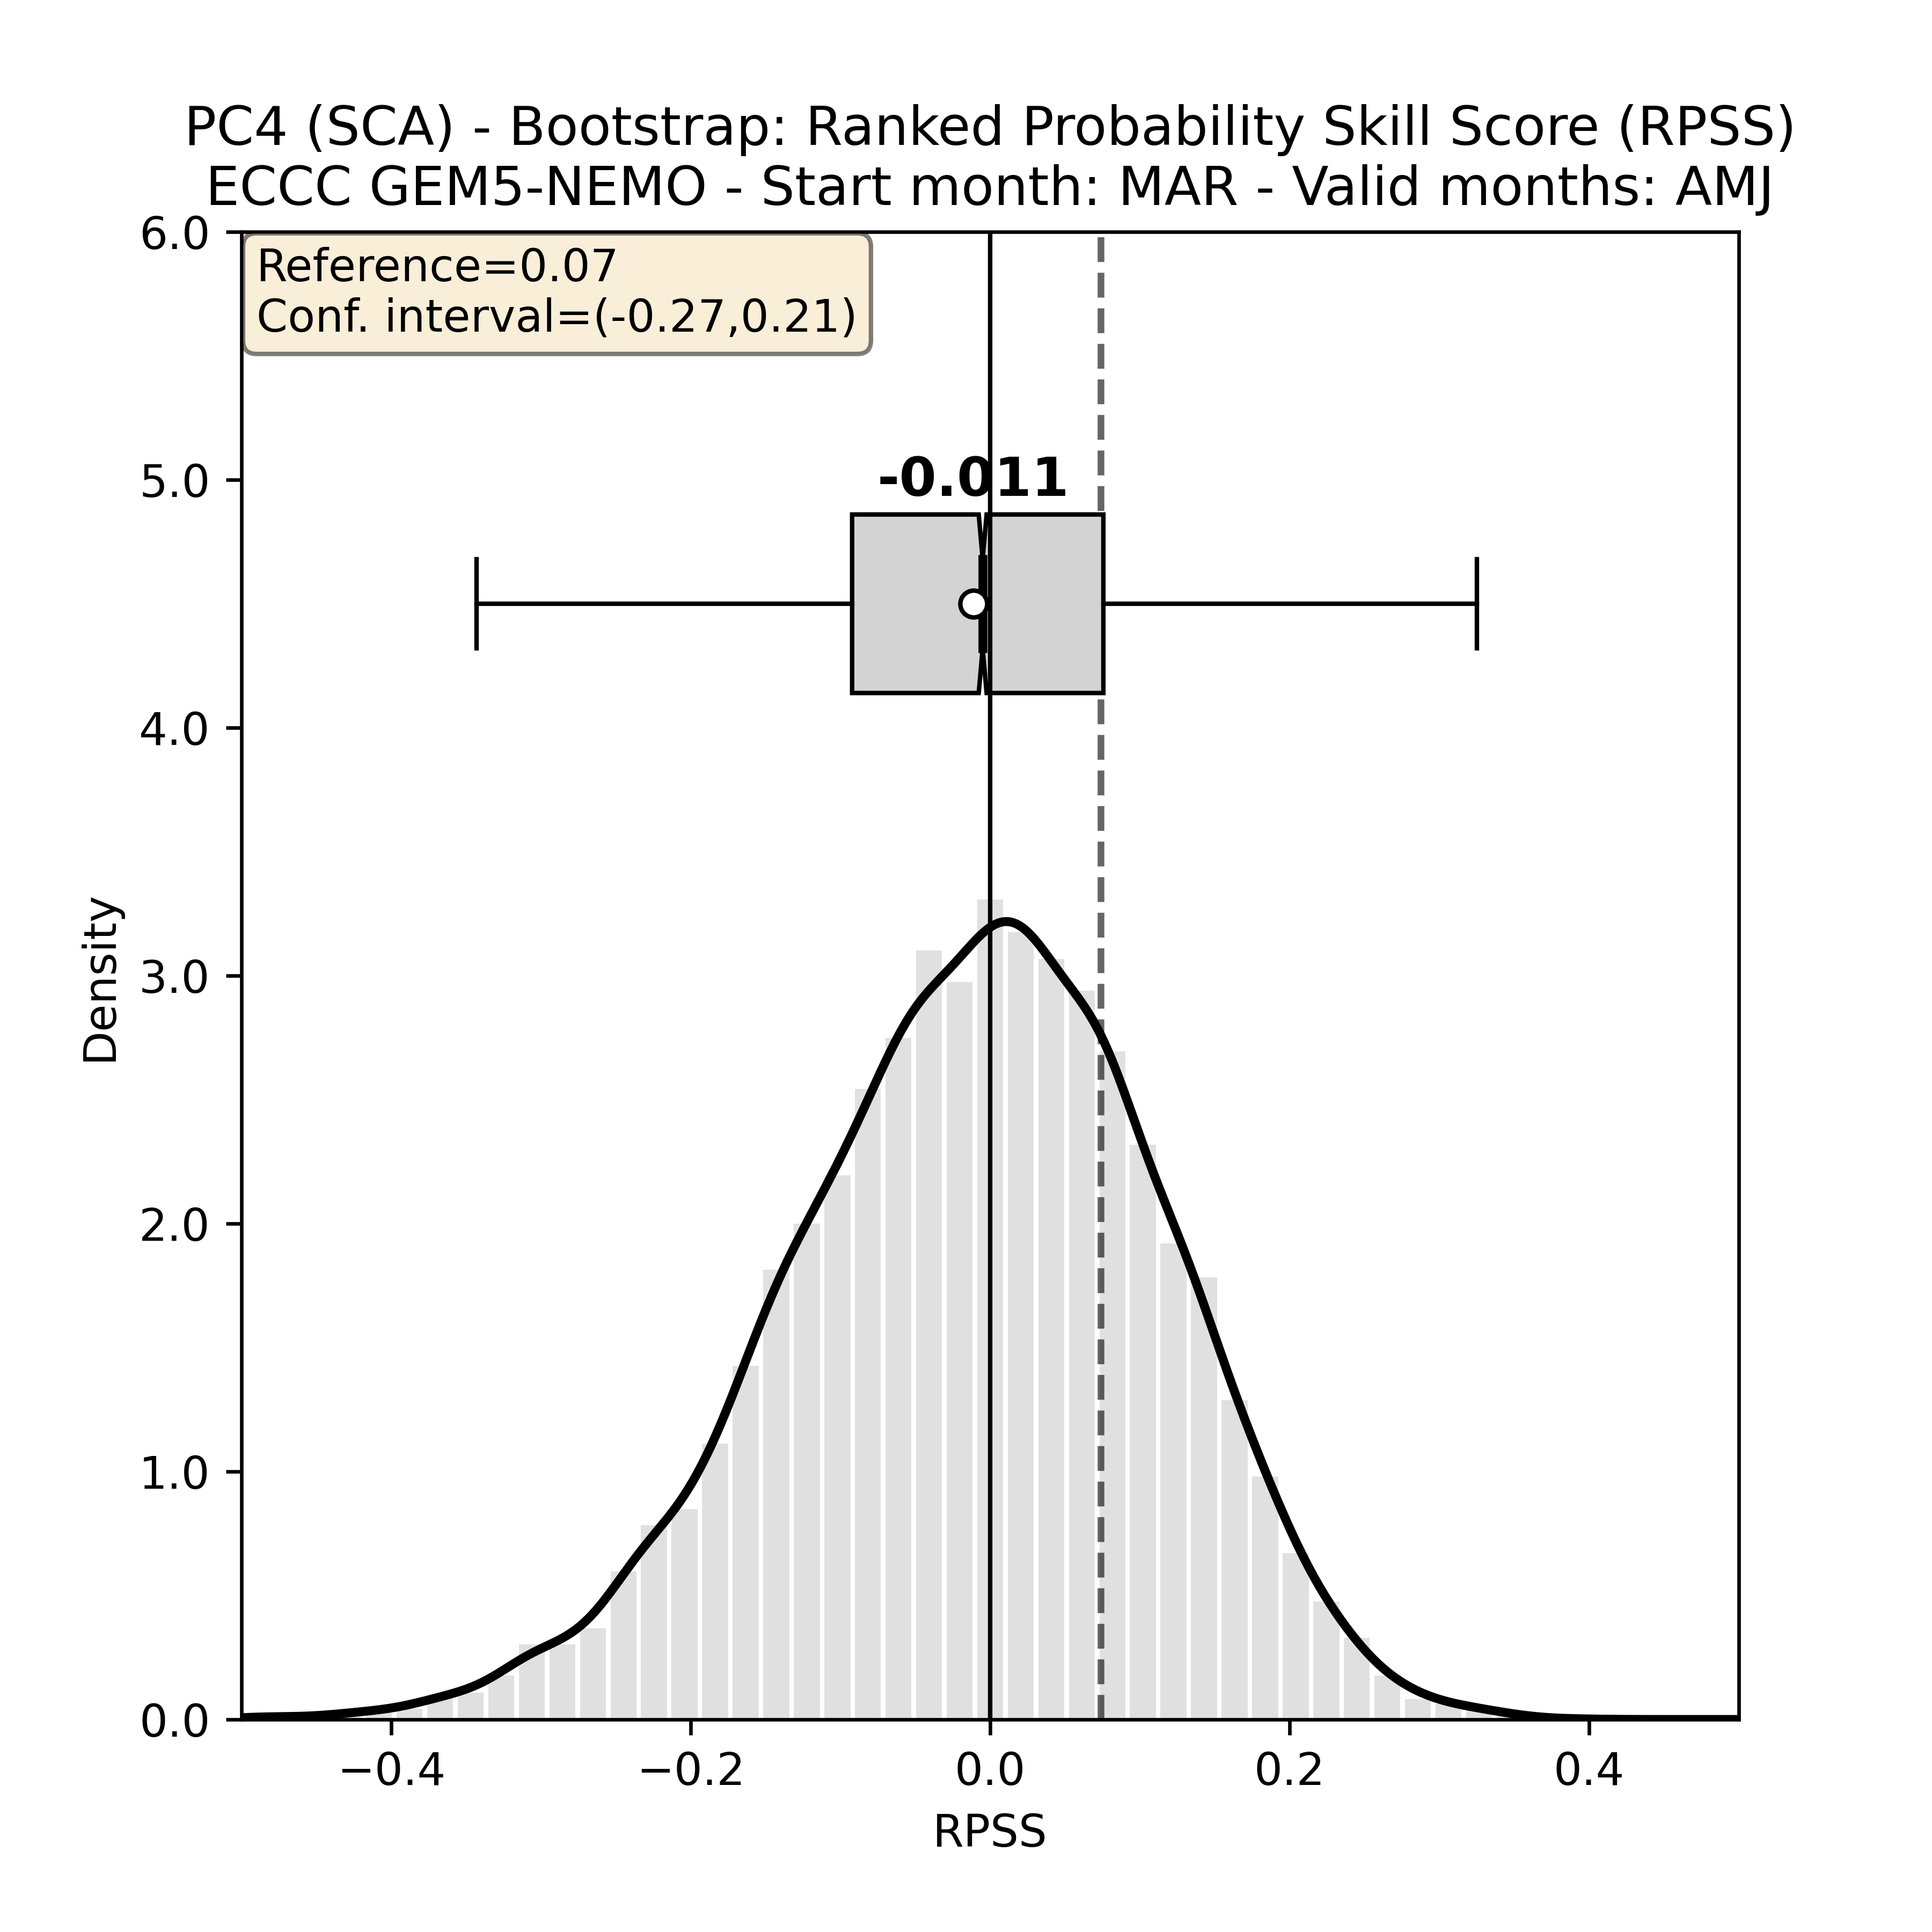 PC4 (SCA) - Bootstrap: Ranked Probability Skill Score (RPSS)
ECCC GEM5-NEMO - Start month: MAR - Valid months: AMJ
6.0
Reference=0.07
Conf. interval=(-0.27,0.21)
5.0
-0.011
4.0
Density
3.0
2.0
1.0
0.0
−0.4 −0.2 0.0 0.2 0.4
RPSS